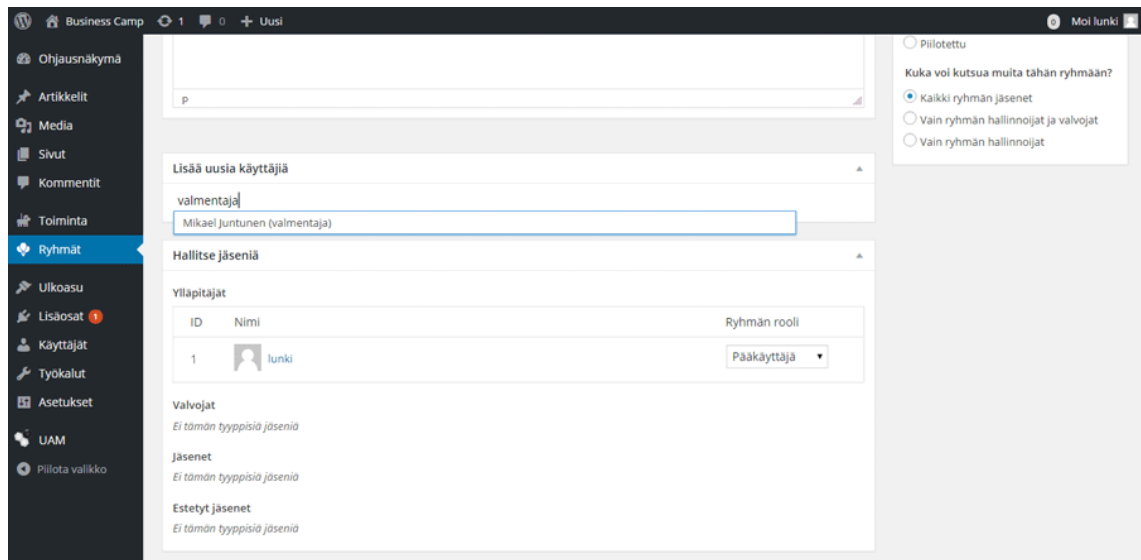 Business Camp 1 0 Uusi 0 Moi lunki
Ohjausnäkymä
Artikkelit
Media
Sivut
Kommentit
Toiminta
Ryhmät
Ulkoasu
Lisäosat 1
Käyttäjät
Työkalut
Asetukset
UAM
Piilota valikko
P
Lisää uusia käyttäjiä
valmentaja
Mikael Juntunen (valmentaja)
Hallitse jäseniä
Ylläpitäjät
ID Nimi Ryhmän rooli
1 lunki Pääkäyttäjä
Valvojat
Ei tämän tyyppisiä jäseniä
Jäsenet
Ei tämän tyyppisiä jäseniä
Estetyt jäsenet
Ei tämän tyyppisiä jäseniä
Piilotettu
Kuka voi kutsua muita tähän ryhmään?
Kaikki ryhmän jäsenet
Vain ryhmän hallinnoijat ja valvojat
Vain ryhmän hallinnoijat